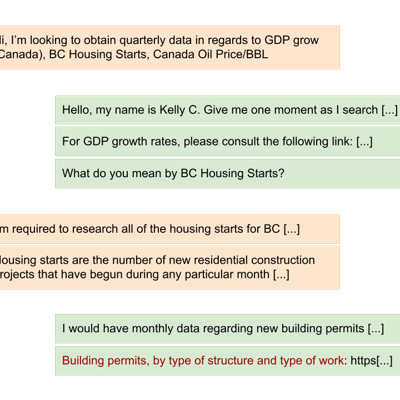 i, I'm looking to obtain quarterly data in regards to GDP grow
Canada), BC Housing Starts, Canada Oil Price/BBL
Hello, my name is Kelly C. Give me one moment as I search [...]
For GDP growth rates, please consult the following link: [...]
What do you mean by BC Housing Starts?
m required to research all of the housing starts for BC [...]
ousing starts are the number of new residential construction
rojects that have begun during any particular month [...]
I would have monthly data regarding new building permits [...]
Building permits, by type of structure and type of work: https[...]